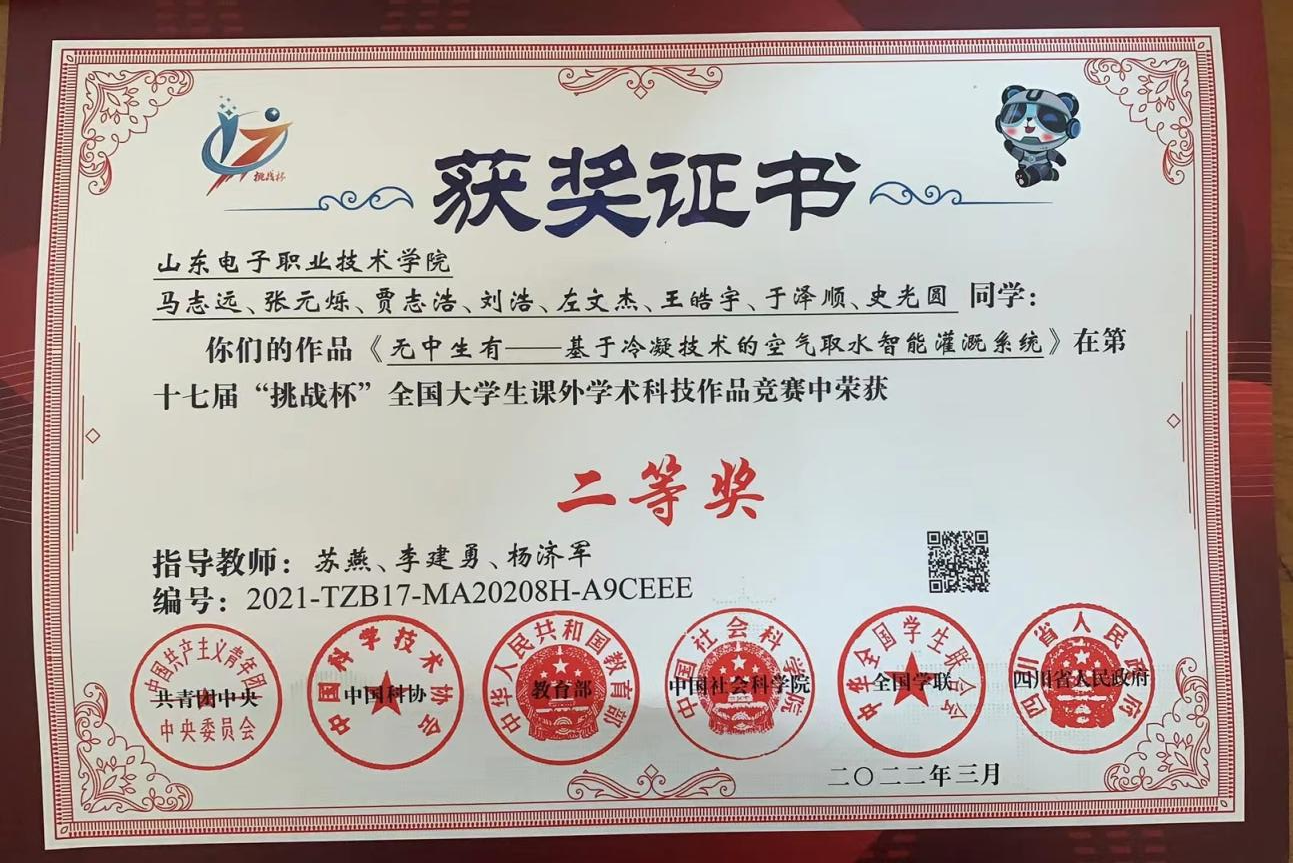 挑战杯
获奖证书
山东电子职业技术学院
马志远、张元烁、贾志浩、刘浩、左文杰、王皓宇、于泽顺、史光圆 同学：
你们的作品《无中生有——基于冷凝技术的空气取水智能灌溉系统》在第
十七届“挑战杯”全国大学生课外学术科技作品竞赛中荣获
二等奖
指导教师：苏燕、李建勇、杨济军
编号：2021-TZB17-MA20208H-A9CEEE
中国共产主义青年团
共青团中央
中央委员会
中国科学技术协会
中国科协
中华人民共和国教育部
教育部
中国社会科学院
中国社会科学院
中华全国学生联合会
全国学联
四川省人民政府
四川省人民政府
二〇二二年三月